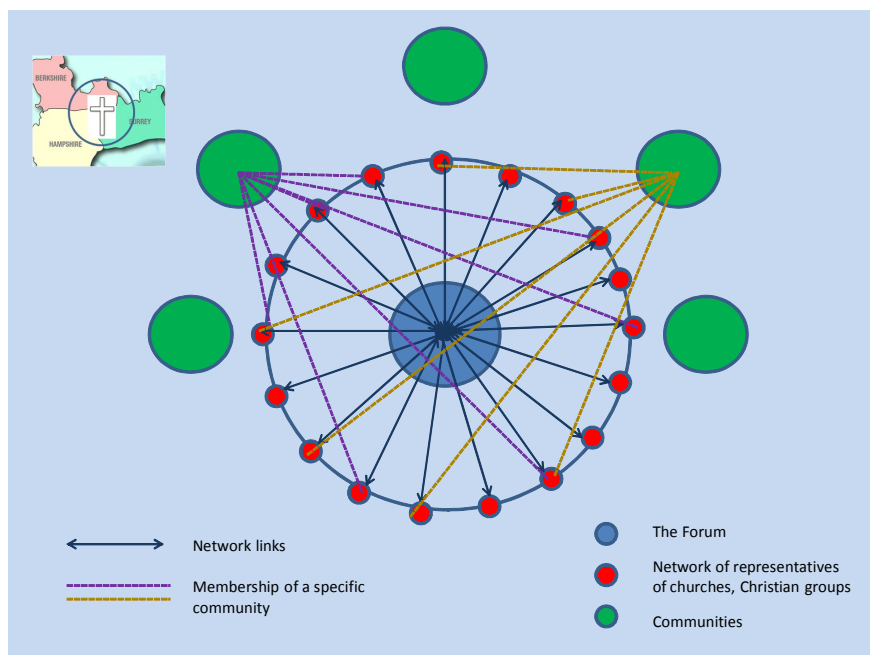 BERKSHIRE
SURREY
HAMPSHIRE
Network links
Membership of a specific
community
The Forum
Network of representatives
of churches, Christian groups
Communities